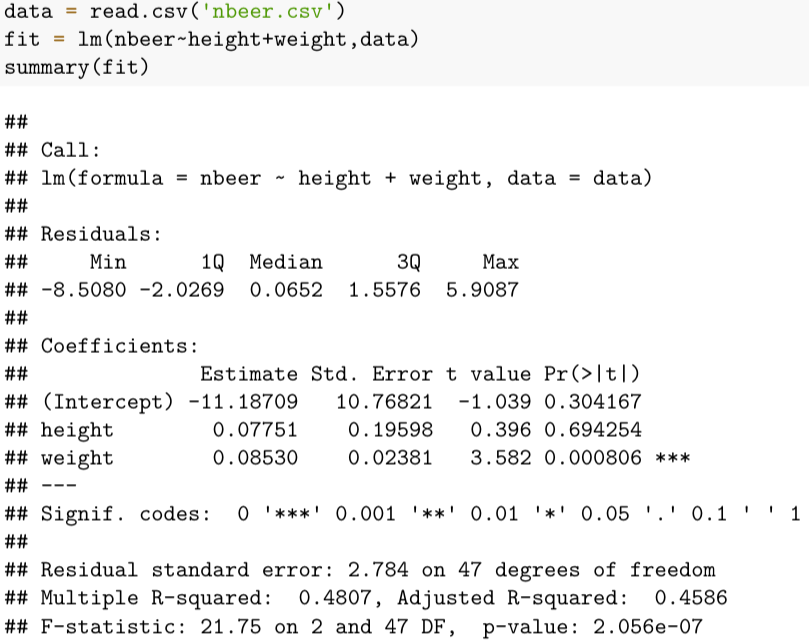 data = read.csv('nbeer.csv')
fit = lm(nbeer~height+weight,data)
summary(fit)
##
## Call:
## lm(formula = nbeer ~ height + weight, data = data)
##
## Residuals:
##     Min      1Q  Median      3Q     Max
## -8.5080 -2.0269  0.0652  1.5576  5.9087
##
## Coefficients:
##              Estimate Std. Error t value Pr(>|t|)
## (Intercept) -11.18709   10.76821  -1.039 0.304167
## height        0.07751    0.19598   0.396 0.694254
## weight        0.08530    0.02381   3.582 0.000806 ***
## ---
## Signif. codes:  0 '***' 0.001 '**' 0.01 '*' 0.05 '.' 0.1 ' ' 1
##
## Residual standard error: 2.784 on 47 degrees of freedom
## Multiple R-squared:  0.4807, Adjusted R-squared:  0.4586
## F-statistic: 21.75 on 2 and 47 DF,  p-value: 2.056e-07